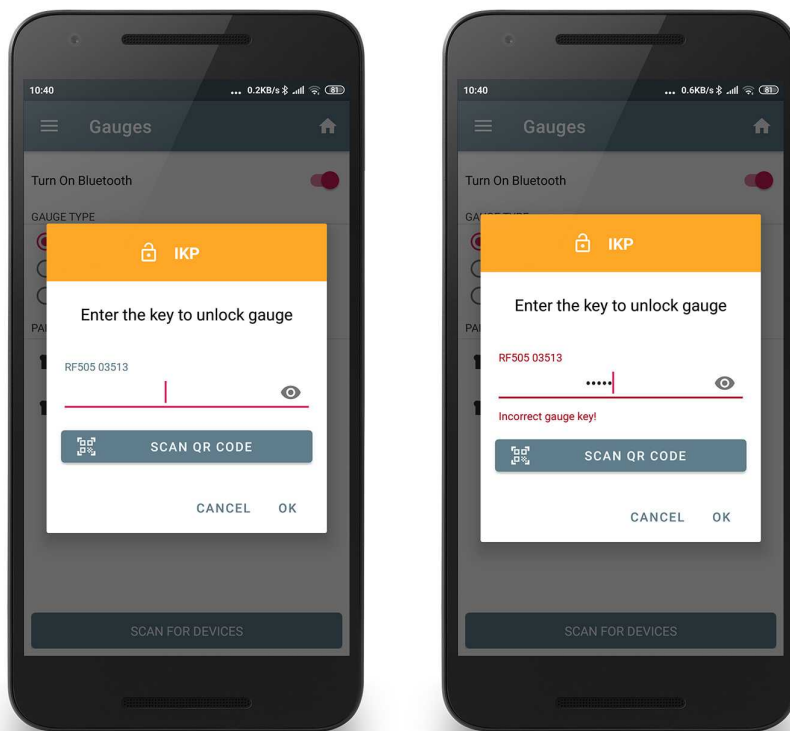 10:40
... 0.2KB/s 81
Gauges
Turn On Bluetooth
GAUGE TYPE
IKP
Enter the key to unlock gauge
RF505 03513
SCAN QR CODE
CANCEL OK
SCAN FOR DEVICES
10:40
... 0.6KB/s 81
Gauges
Turn On Bluetooth
IKP
Enter the key to unlock gauge
RF505 03513
•••••
Incorrect gauge key!
SCAN QR CODE
CANCEL OK
SCAN FOR DEVICES